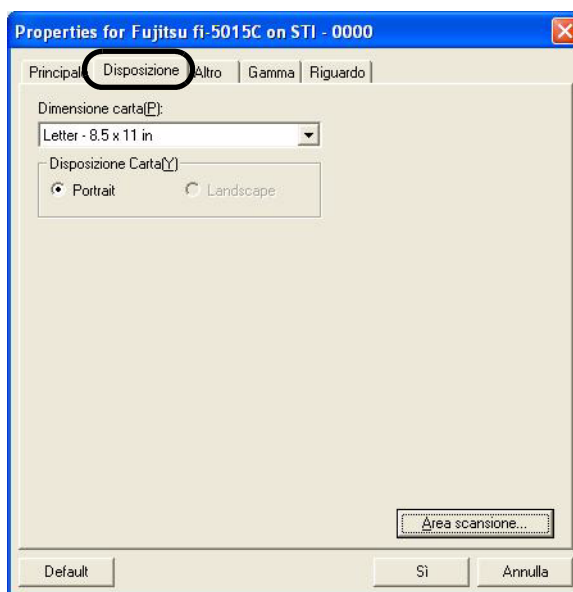 Properties for Fujitsu fi-5015C on STI - 0000
Principale Disposizione Altro Gamma Riguardo
Dimensione carta(P):
Letter - 8.5 x 11 in
Disposizione Carta(Y)
Portrait Landscape
Area scansione...
Default Sì Annulla